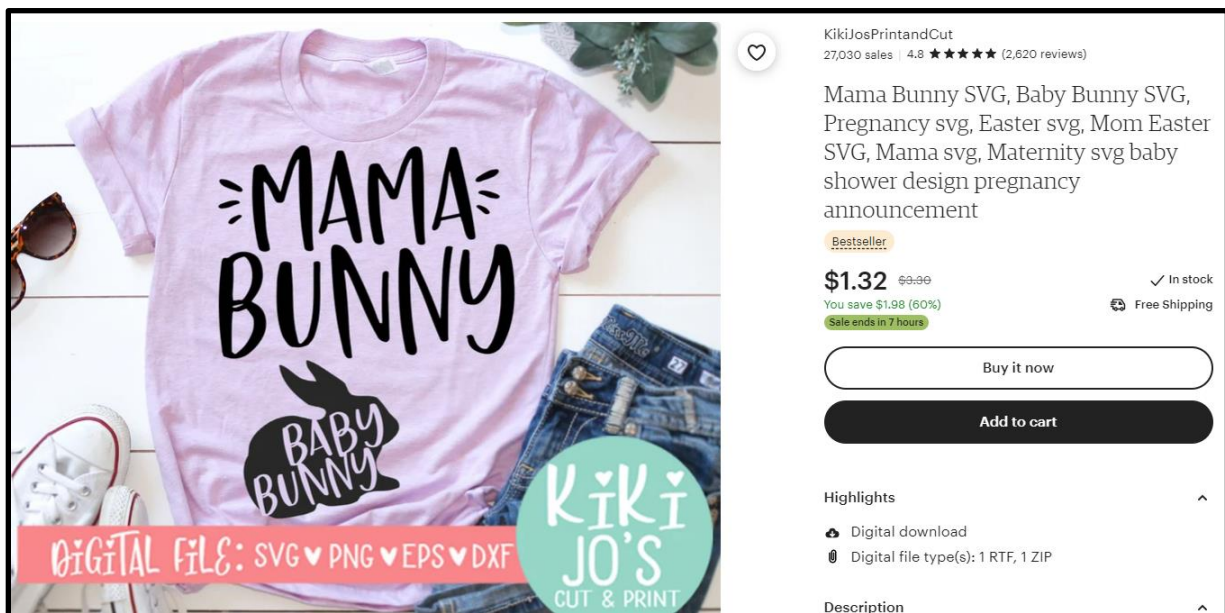 MAMA
BUNNY
BABY
BUNNY
DIGITAL FILE: SVG ♥ PNG ♥ EPS ♥ DXF
KIKI
JO'S
CUT & PRINT
27
KikiJosPrintandCut
27,030 sales | 4.8 ★★★★★ (2,620 reviews)
Mama Bunny SVG, Baby Bunny SVG,
Pregnancy svg, Easter svg, Mom Easter
SVG, Mama svg, Maternity svg baby
shower design pregnancy
announcement
Bestseller
$1.32 $3.30
In stock
You save $1.98 (60%)
Free Shipping
Sale ends in 7 hours
Buy it now
Add to cart
Highlights
Digital download
Digital file type(s): 1 RTF, 1 ZIP
Description